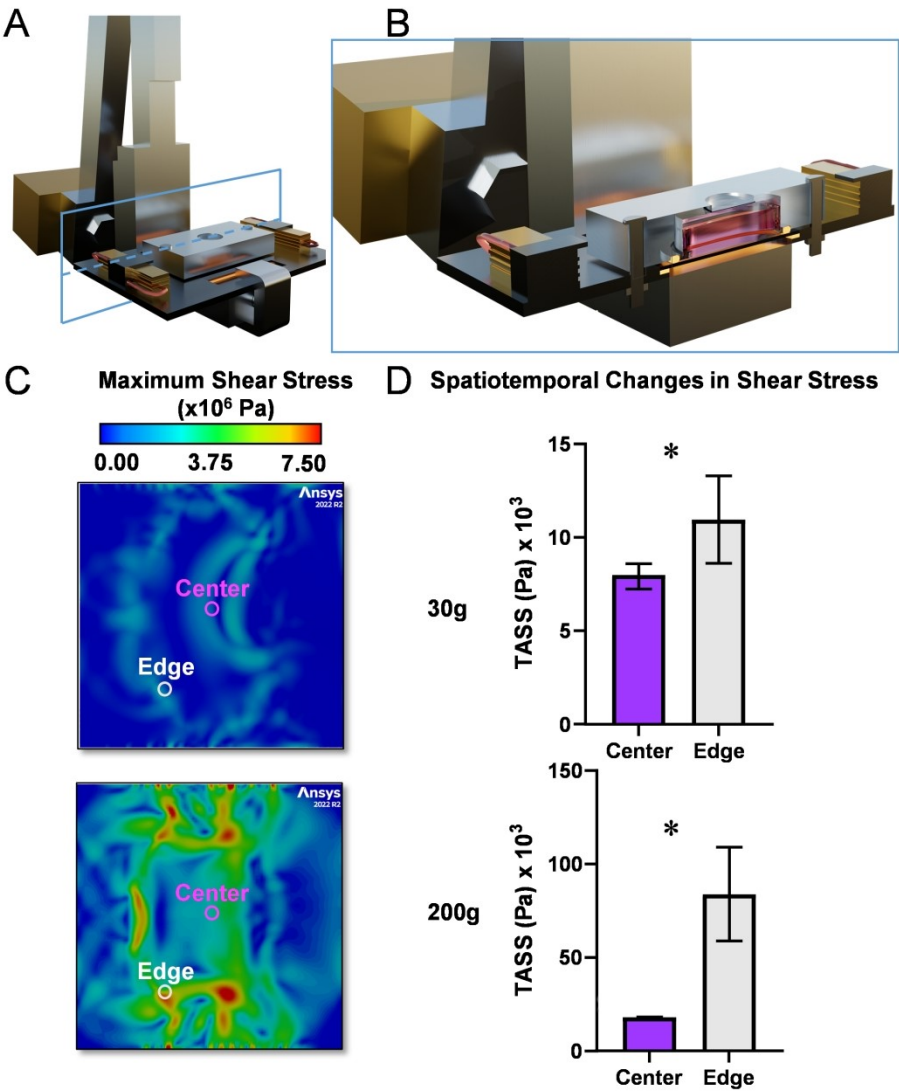 A
B
C
Maximum Shear Stress
(x10⁶ Pa)
0.00 3.75 7.50
Ansys
2022 R2
Center
Edge
Ansys
2022 R2
Center
Edge
D Spatiotemporal Changes in Shear Stress
30g
TASS (Pa) x 10³
15
10
5
0
*
Center Edge
200g
TASS (Pa) x 10³
150
100
50
0
*
Center Edge